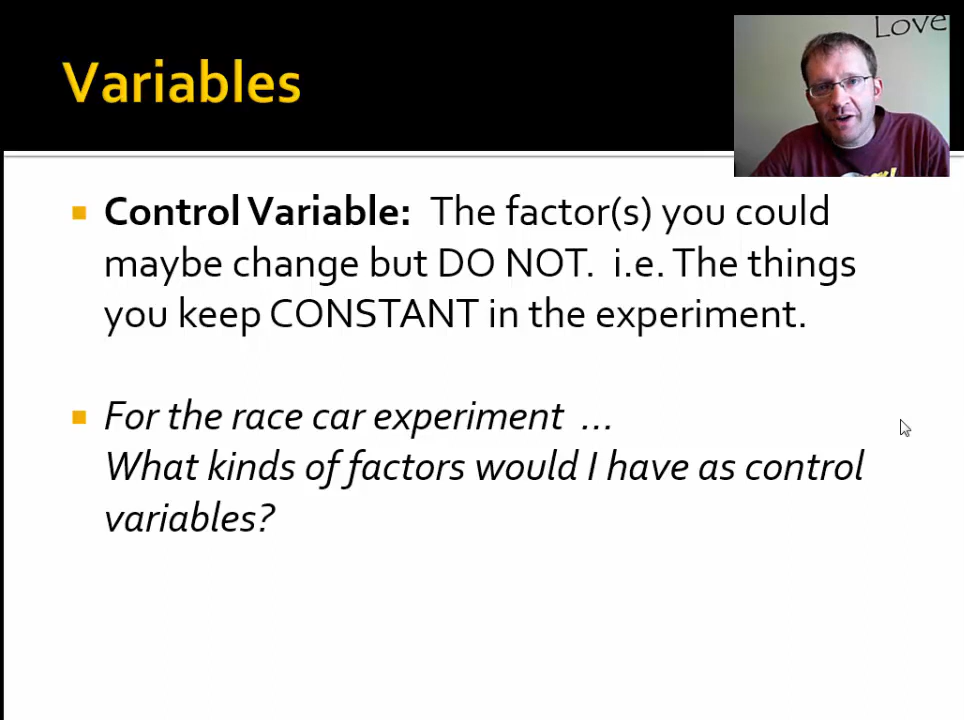 Love
Variables
Control Variable: The factor(s) you could
maybe change but DO NOT. i.e. The things
you keep CONSTANT in the experiment.
For the race car experiment ...
What kinds of factors would I have as control
variables?